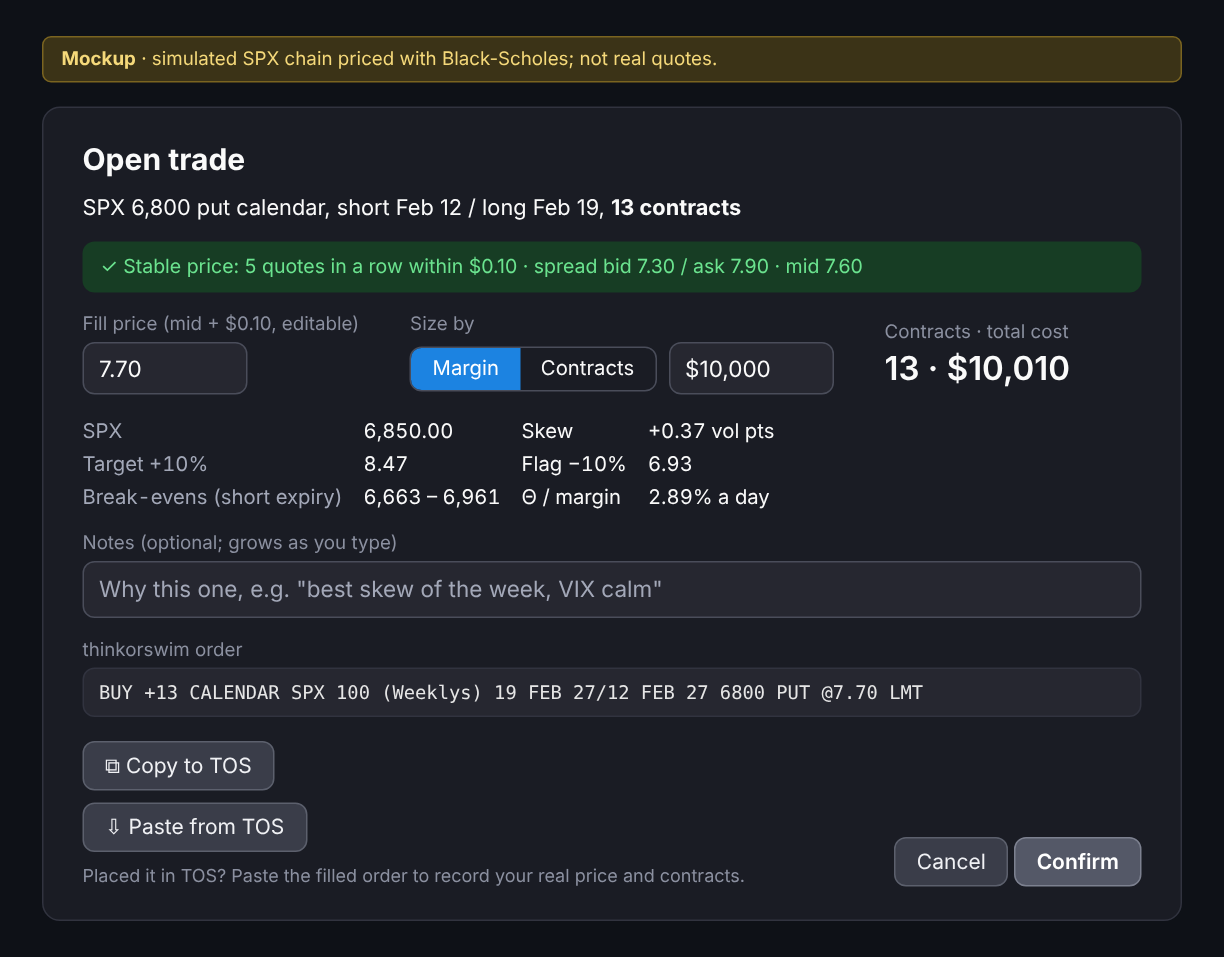 Mockup · simulated SPX chain priced with Black-Scholes; not real quotes.
Open trade
SPX 6,800 put calendar, short Feb 12 / long Feb 19, 13 contracts
✓ Stable price: 5 quotes in a row within $0.10 · spread bid 7.30 / ask 7.90 · mid 7.60
Fill price (mid + $0.10, editable)
7.70
Size by
Margin Contracts $10,000
Contracts · total cost
13 · $10,010
SPX 6,850.00 Skew +0.37 vol pts
Target +10% 8.47 Flag −10% 6.93
Break-evens (short expiry) 6,663 – 6,961 Θ / margin 2.89% a day
Notes (optional; grows as you type)
Why this one, e.g. "best skew of the week, VIX calm"
thinkorswim order
BUY +13 CALENDAR SPX 100 (Weeklys) 19 FEB 27/12 FEB 27 6800 PUT @7.70 LMT
⧉ Copy to TOS
⇩ Paste from TOS
Placed it in TOS? Paste the filled order to record your real price and contracts.
Cancel Confirm